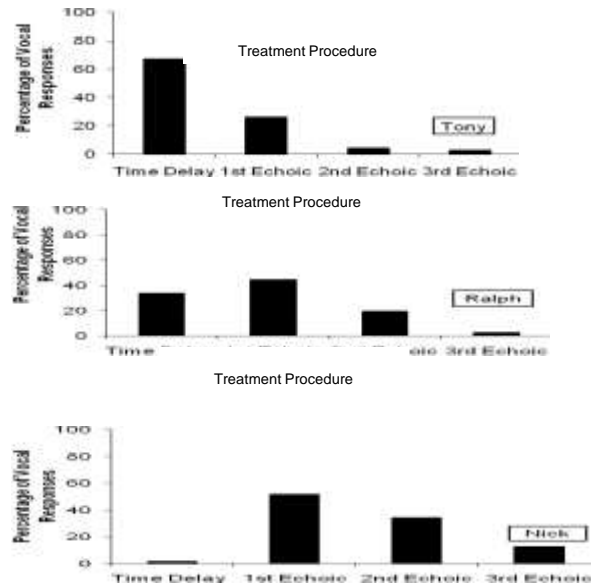 Percentage of Vocal
Responses
100
80
60
40
20
0
Treatment Procedure
Tony
Time Delay 1st Echoic 2nd Echoic 3rd Echoic
Treatment Procedure
Percentage of Vocal
Responses
100
80
60
40
20
0
Ralph
Time oic 3rd Echoic
Treatment Procedure
Percentage of Vocal
Responses
100
80
60
40
20
0
Nick
Time Delay 1st Echoic 2nd Echoic 3rd Echoic